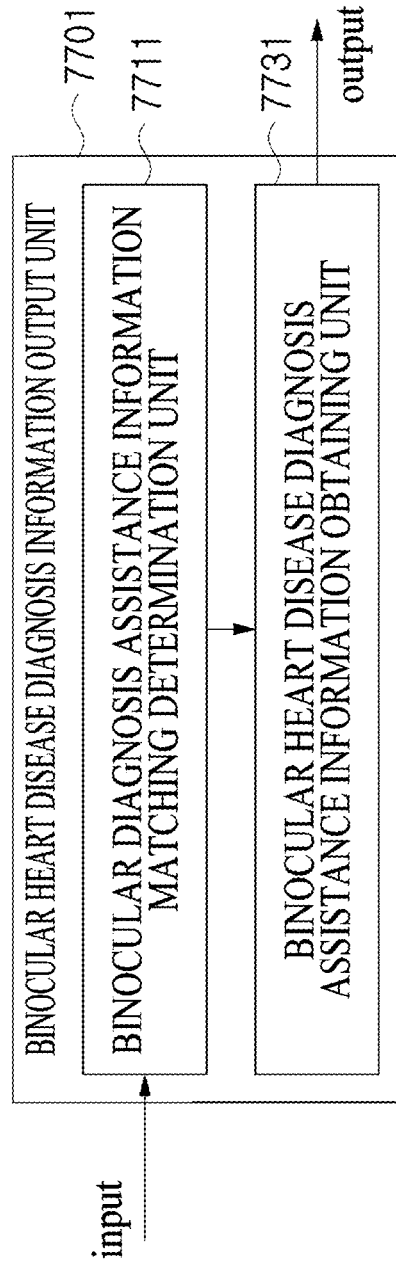 BINOCULAR HEART DISEASE DIAGNOSIS INFORMATION OUTPUT UNIT
7701
input
BINOCULAR DIAGNOSIS ASSISTANCE INFORMATION
MATCHING DETERMINATION UNIT
7711
BINOCULAR HEART DISEASE DIAGNOSIS
ASSISTANCE INFORMATION OBTAINING UNIT
7731
output